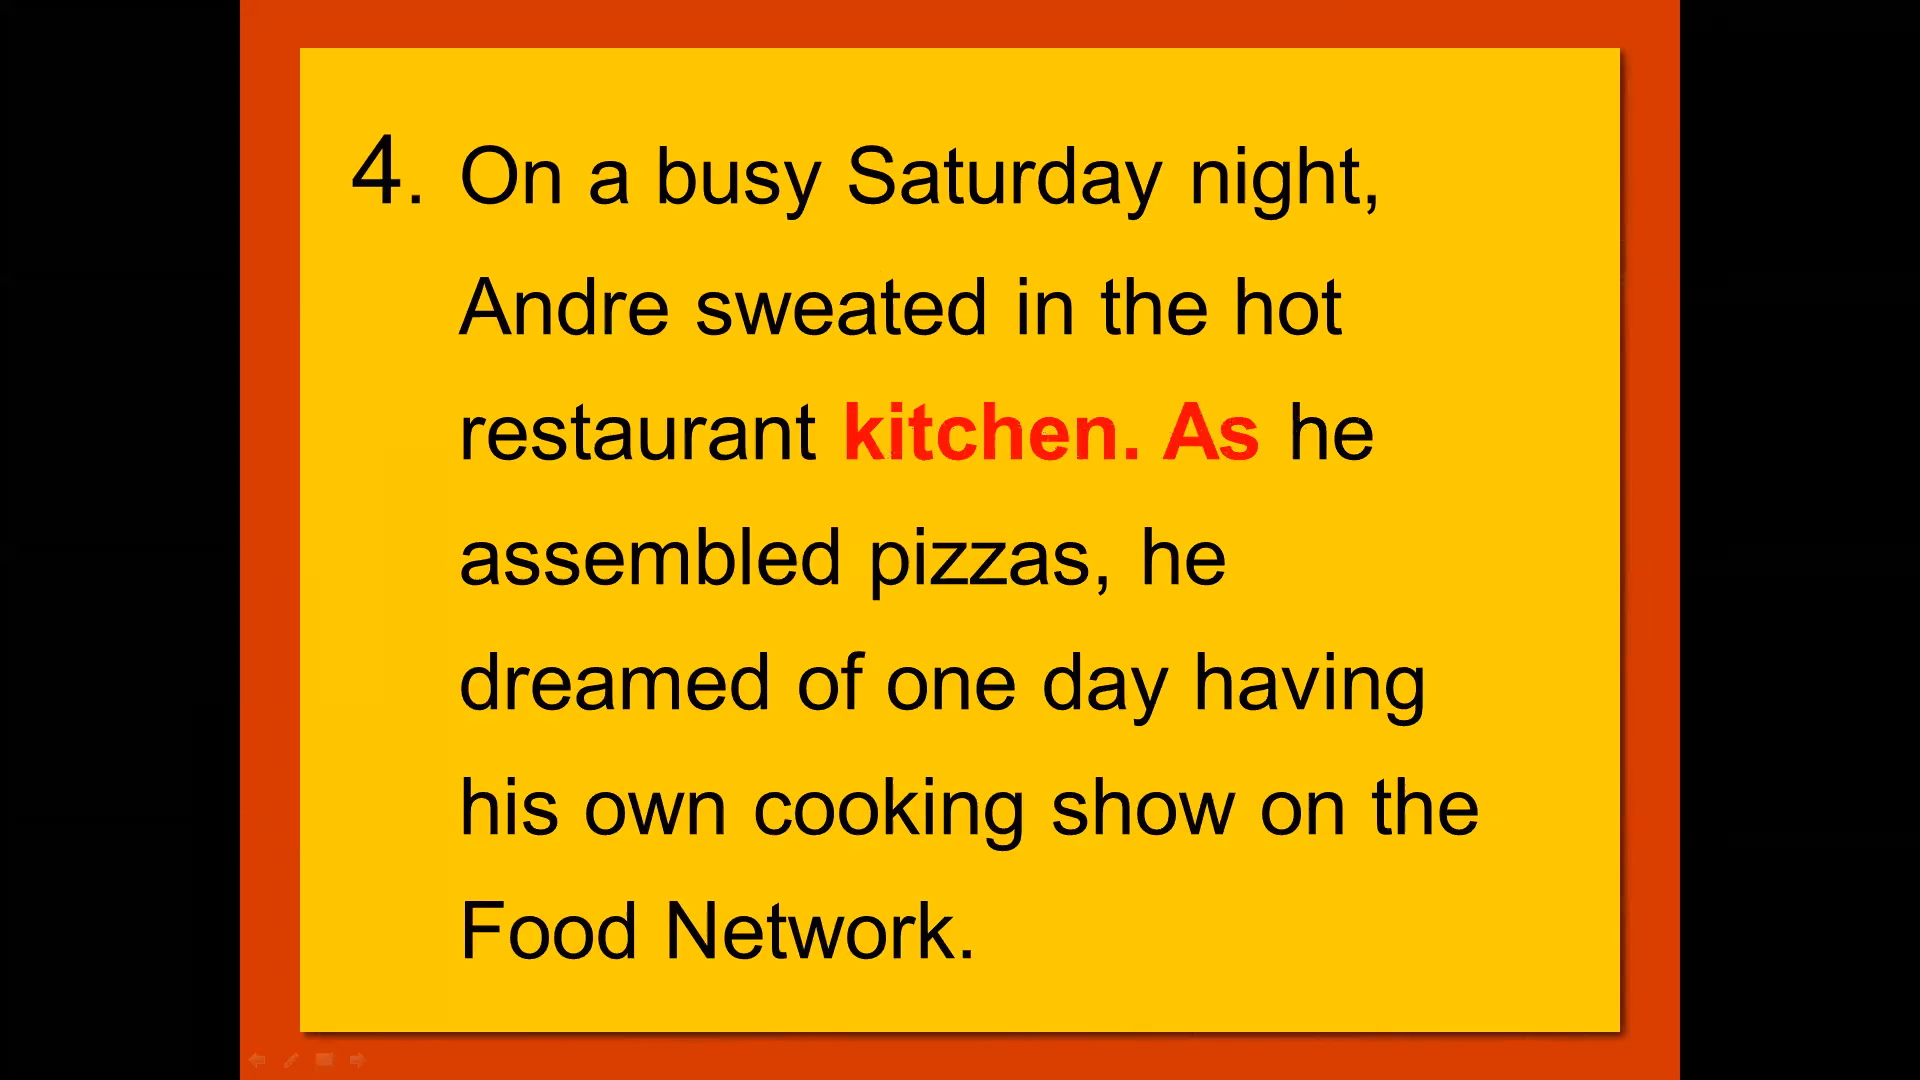 4. On a busy Saturday night,
Andre sweated in the hot
restaurant kitchen. As he
assembled pizzas, he
dreamed of one day having
his own cooking show on the
Food Network.